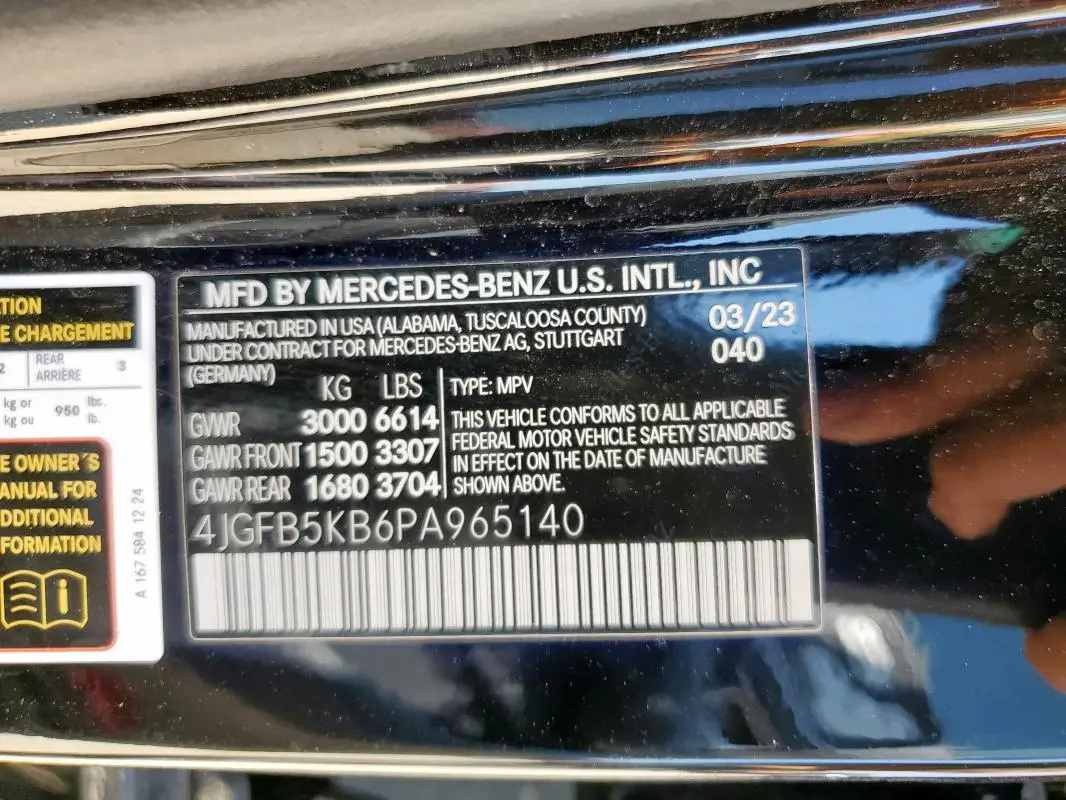 ATION
E CHARGEMENT
2 REAR ARRIÈRE 3
kg or kg ou 950 lbs. lb.
E OWNER'S
ANUAL FOR
DDITIONAL
FORMATION
A 167 584 12 24
MFD BY MERCEDES-BENZ U.S. INTL., INC
MANUFACTURED IN USA (ALABAMA, TUSCALOOSA COUNTY) 03/23
UNDER CONTRACT FOR MERCEDES-BENZ AG, STUTTGART 040
(GERMANY)
KG LBS
GVWR 3000 6614
GAWR FRONT 1500 3307
GAWR REAR 1680 3704
TYPE: MPV
THIS VEHICLE CONFORMS TO ALL APPLICABLE
FEDERAL MOTOR VEHICLE SAFETY STANDARDS
IN EFFECT ON THE DATE OF MANUFACTURE
SHOWN ABOVE.
4JGFB5KB6PA965140